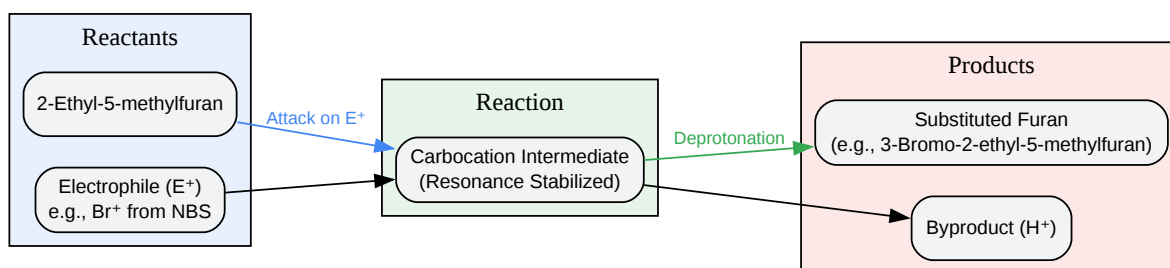 Reactants
2-Ethyl-5-methylfuran
Electrophile (E⁺)
e.g., Br⁺ from NBS
Attack on E⁺
Reaction
Carbocation Intermediate
(Resonance Stabilized)
Deprotonation
Products
Substituted Furan
(e.g., 3-Bromo-2-ethyl-5-methylfuran)
Byproduct (H⁺)